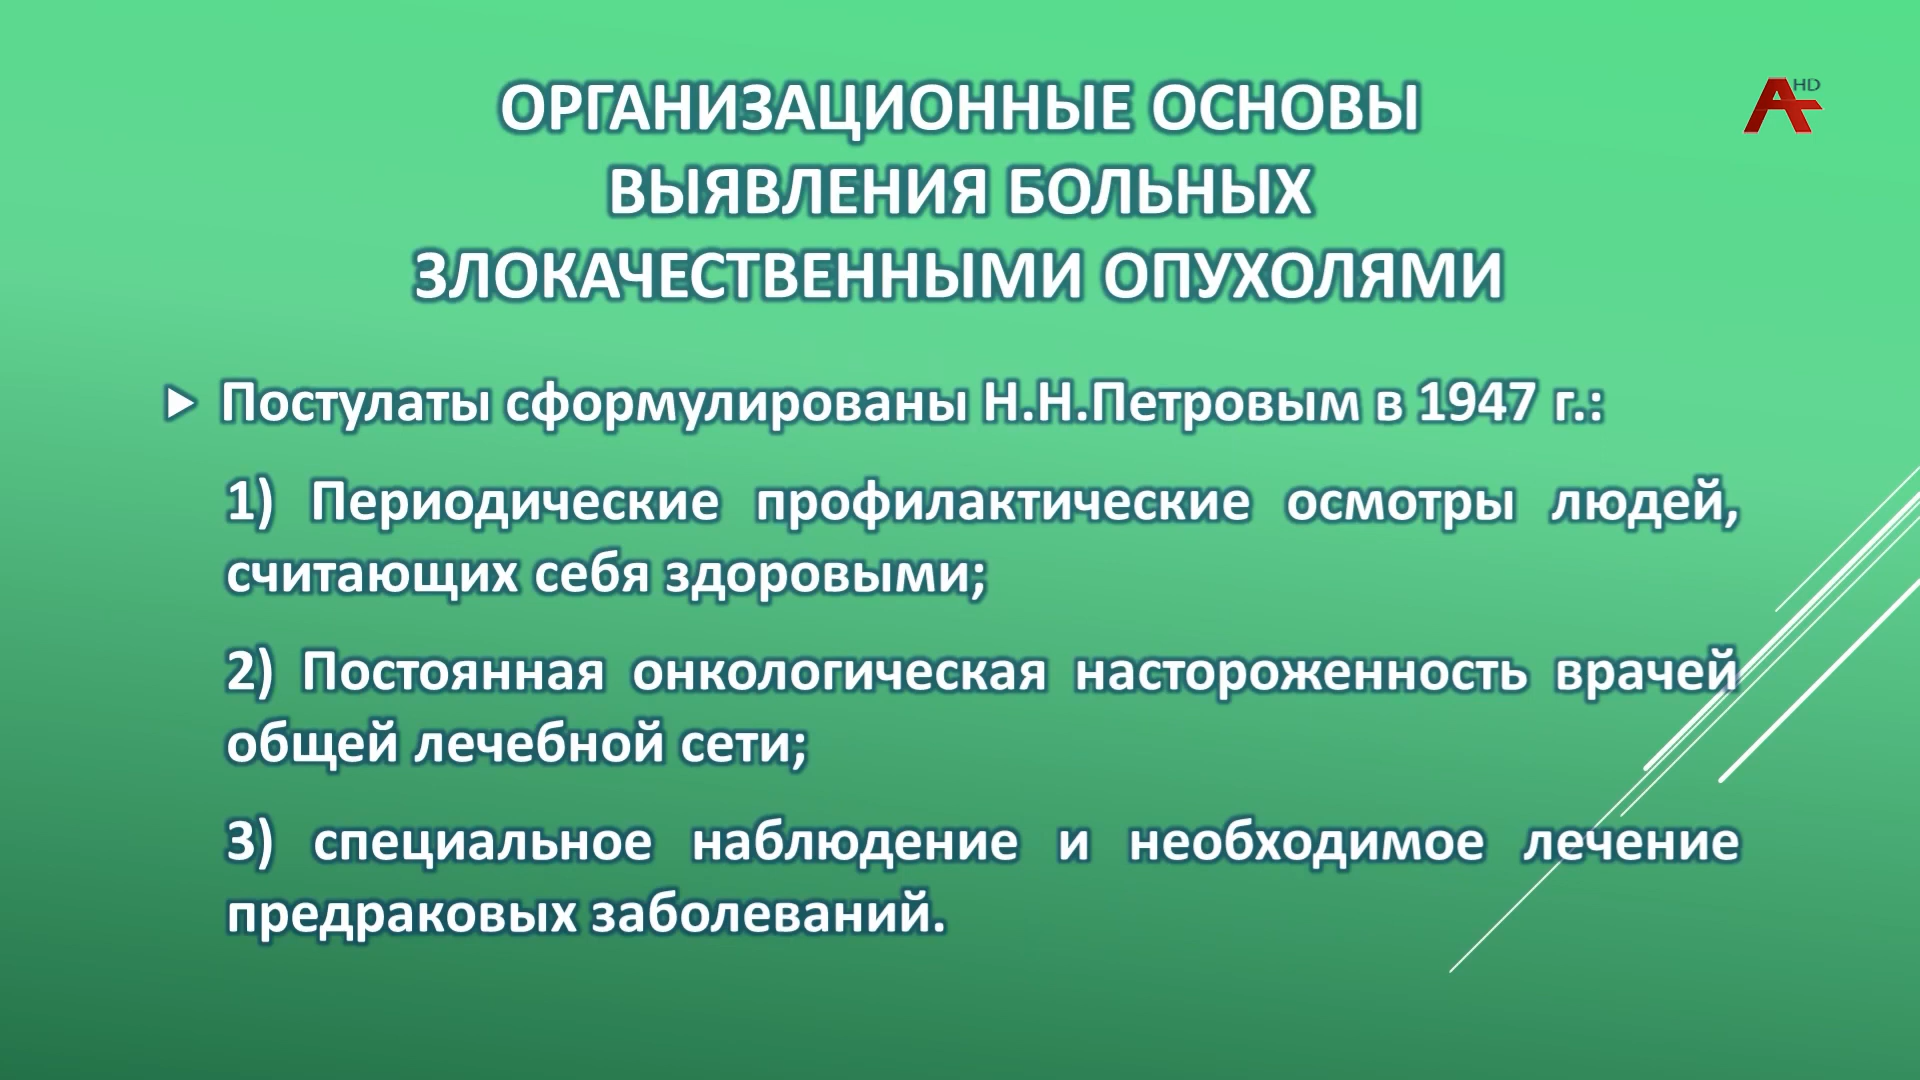 HD
ОРГАНИЗАЦИОННЫЕ ОСНОВЫ
ВЫЯВЛЕНИЯ БОЛЬНЫХ
ЗЛОКАЧЕСТВЕННЫМИ ОПУХОЛЯМИ
Постулаты сформулированы Н.Н.Петровым в 1947 г.:
1) Периодические профилактические осмотры людей,
считающих себя здоровыми;
2) Постоянная онкологическая настороженность врачей
общей лечебной сети;
3) специальное наблюдение и необходимое лечение
предраковых заболеваний.